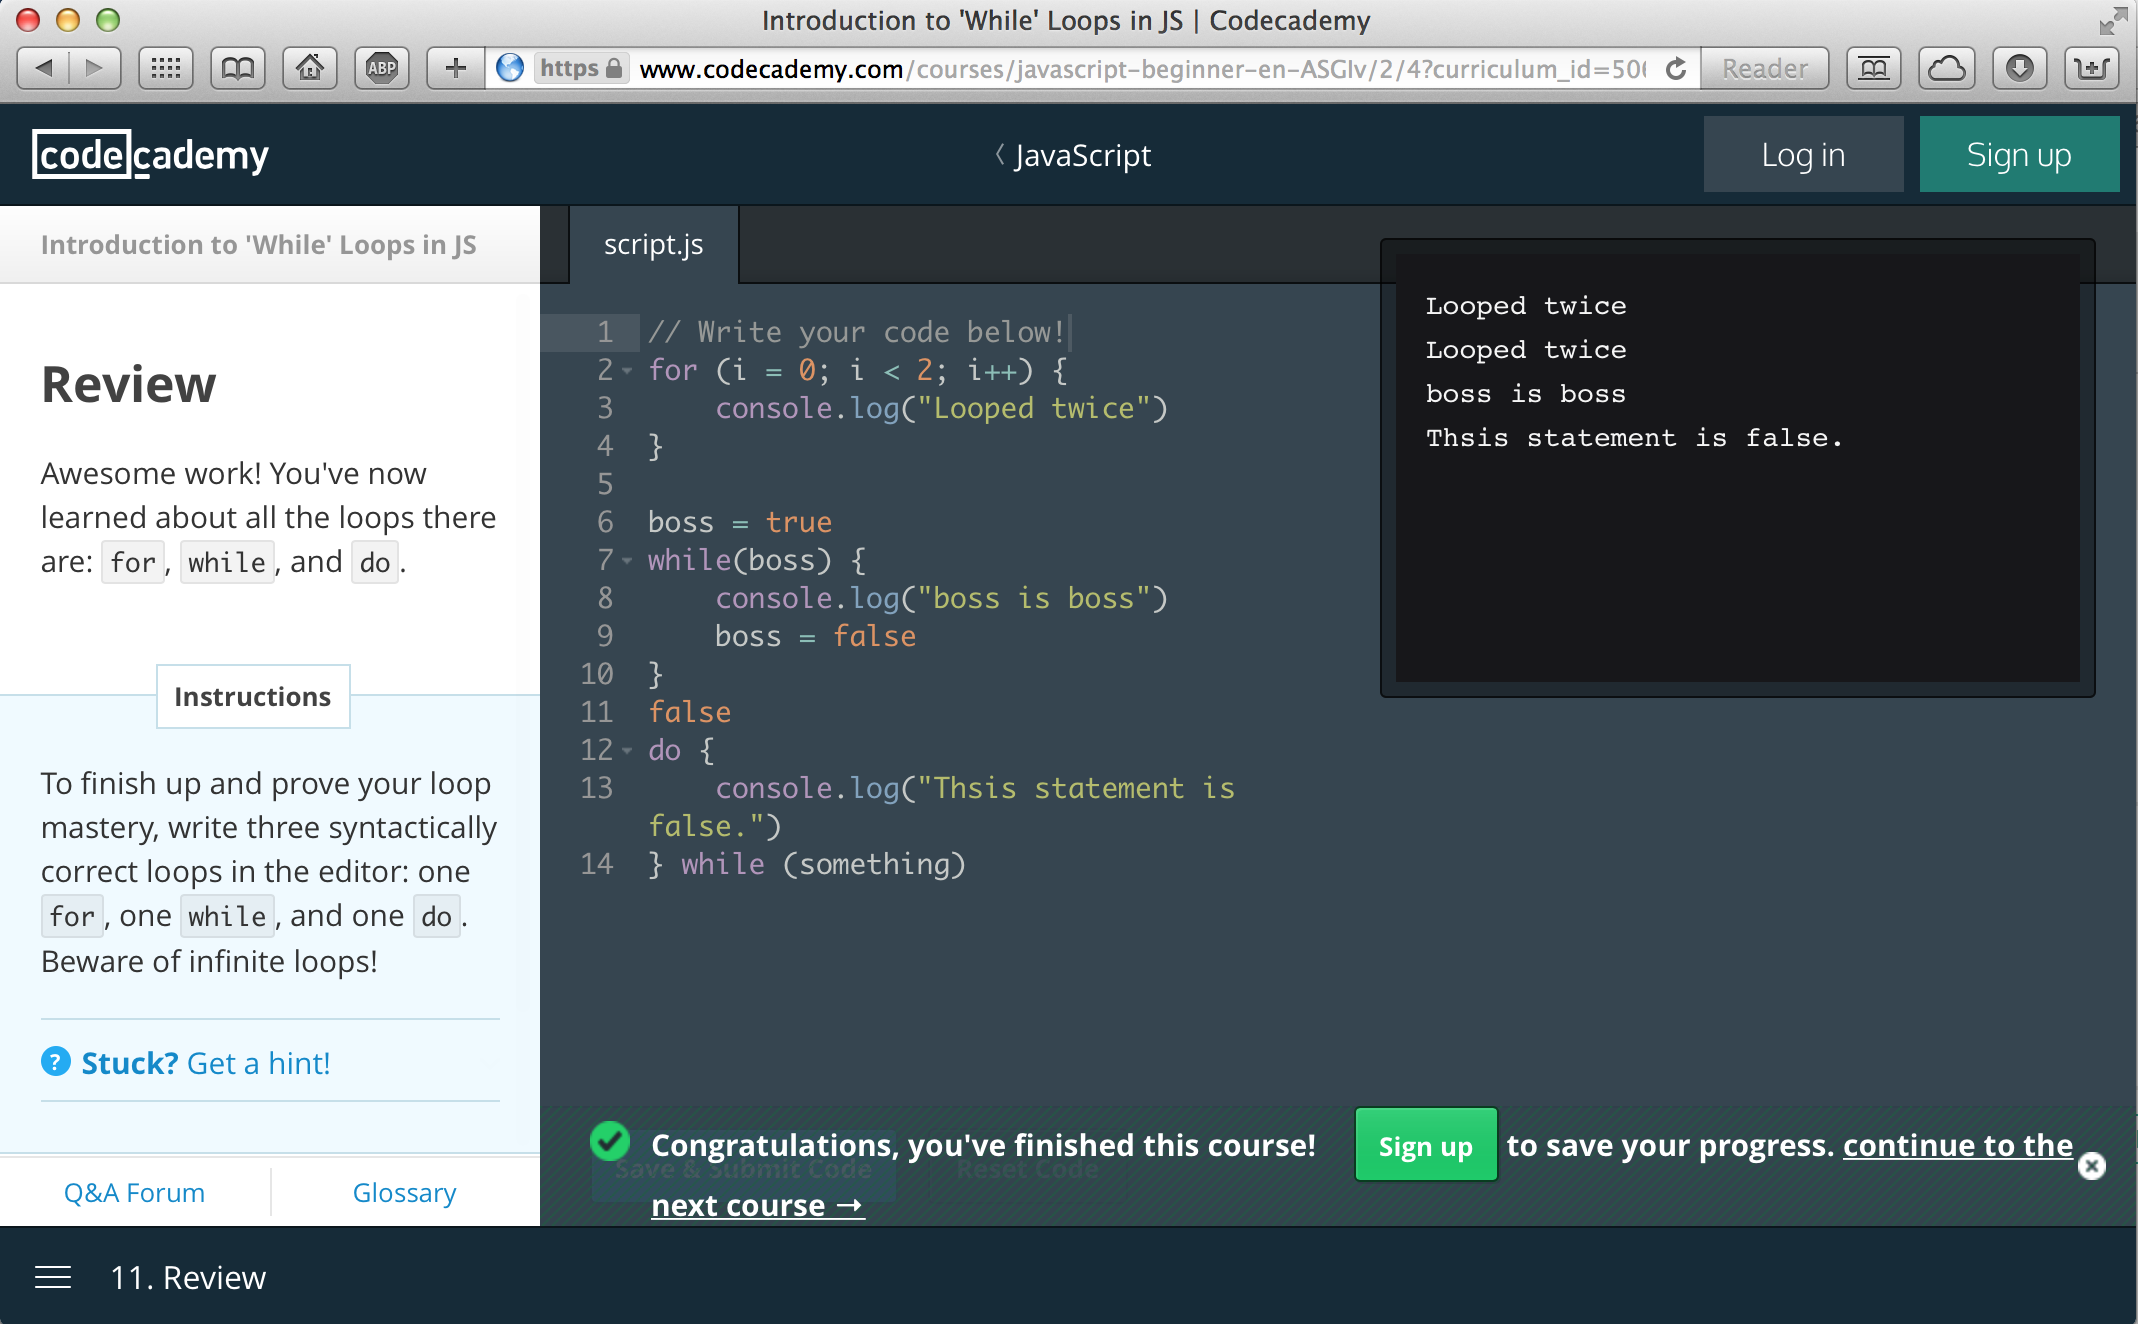 Introduction to 'While' Loops in JS | Codecademy
ABP
https www.codecademy.com/courses/javascript-beginner-en-ASGIv/2/4?curriculum_id=50 Reader
codecademy
JavaScript
Log in
Sign up
Introduction to 'While' Loops in JS
Review
Awesome work! You've now
learned about all the loops there
are: for, while, and do.
Instructions
To finish up and prove your loop
mastery, write three syntactically
correct loops in the editor: one
for, one while, and one do.
Beware of infinite loops!
? Stuck? Get a hint!
Q&A Forum
Glossary
script.js
1 // Write your code below!
2 for (i = 0; i < 2; i++) {
3 console.log("Looped twice")
4 }
5
6 boss = true
7 while(boss) {
8 console.log("boss is boss")
9 boss = false
10 }
11 false
12 do {
13 console.log("Thsis statement is
false.")
14 } while (something)
Looped twice
Looped twice
boss is boss
Thsis statement is false.
Congratulations, you've finished this course! Sign up to save your progress. continue to the
next course →
Save & Submit Code
Reset Code
11. Review